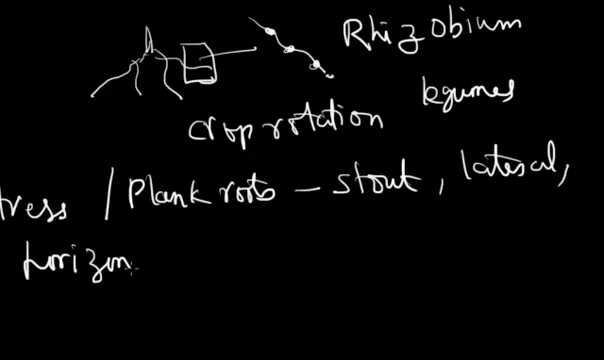 Rhizobium
legumes
crop rotation
tress / Plank roots – stout, lateral,
horizon